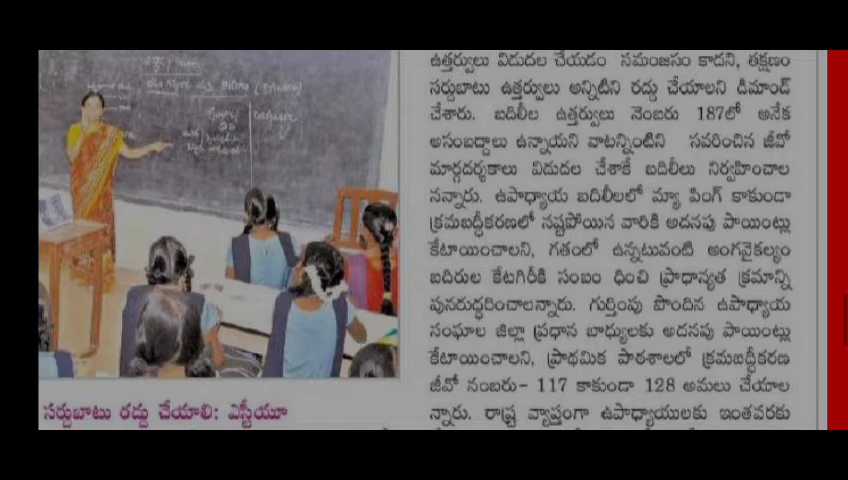 ఉత్తర్వులు విడుదల చేయడం సమంజసం కాదని, తక్షణం
సర్దుబాటు ఉత్తర్వులు అన్నిటిని రద్దు చేయాలని డిమాండ్
చేశారు. బదిలీల ఉత్తర్వులు నెంబరు 187లో అనేక
అసంబద్ధాలు ఉన్నాయని వాటన్నింటిని సవరించిన జీవో
మార్గదర్శకాలు విడుదల చేశాకే బదిలీలు నిర్వహించాల
నన్నారు. ఉపాధ్యాయ బదిలీలలో మ్యా పింగ్ కాకుండా
క్రమబద్ధీకరణలో నష్టపోయిన వారికి అదనపు పాయింట్లు
కేటాయించాలని, గతంలో ఉన్నటువంటి అంగవైకల్యం
బదిరుల కేటగిరీకి సంబం ధించి ప్రాధాన్యత క్రమాన్ని
పునరుద్ధరించాలన్నారు. గుర్తింపు పొందిన ఉపాధ్యాయ
సంఘాల జిల్లా ప్రధాన బాధ్యులకు అదనపు పాయింట్లు
కేటాయించాలని, ప్రాథమిక పాఠశాలలో క్రమబద్ధీకరణ
జీవో నంబరు- 117 కాకుండా 128 అమలు చేయాల
న్నారు. రాష్ట్ర వ్యాప్తంగా ఉపాధ్యాయులకు ఇంతవరకు
సర్దుబాటు రద్దు చేయాలి: ఎస్టీయూ